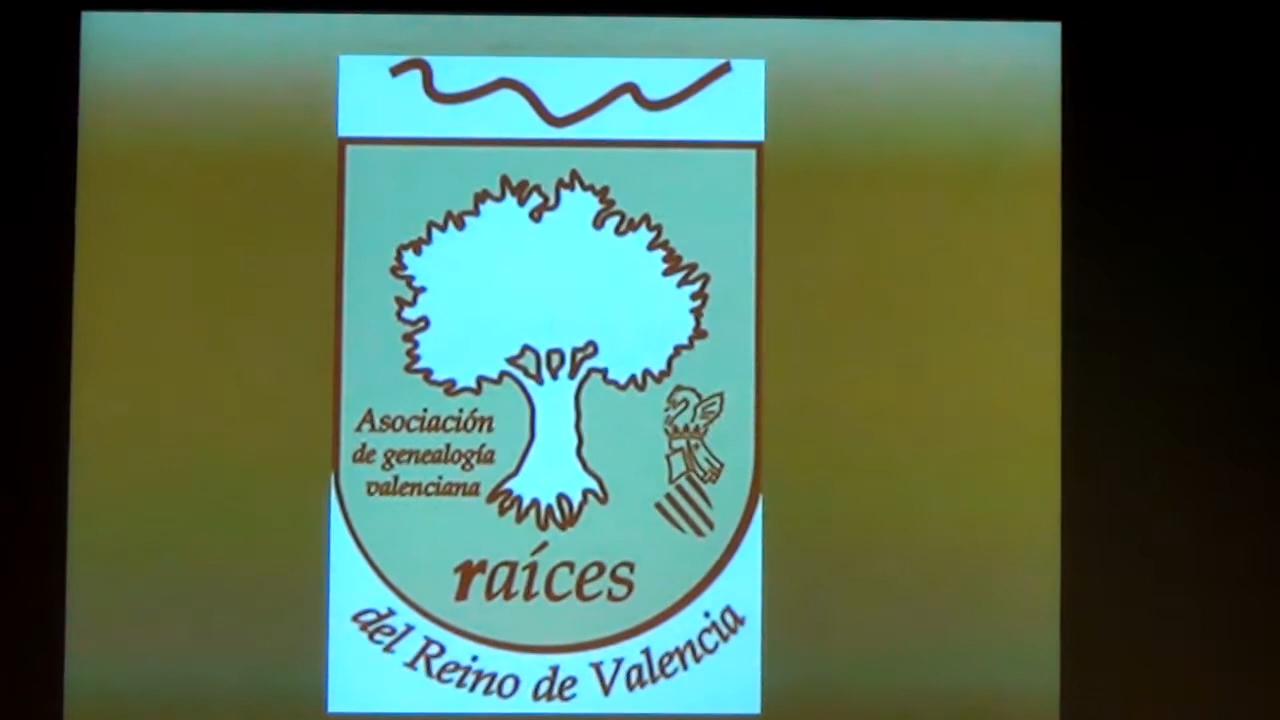 Asociación
de genealogía
valenciana
raíces
del Reino de Valencia